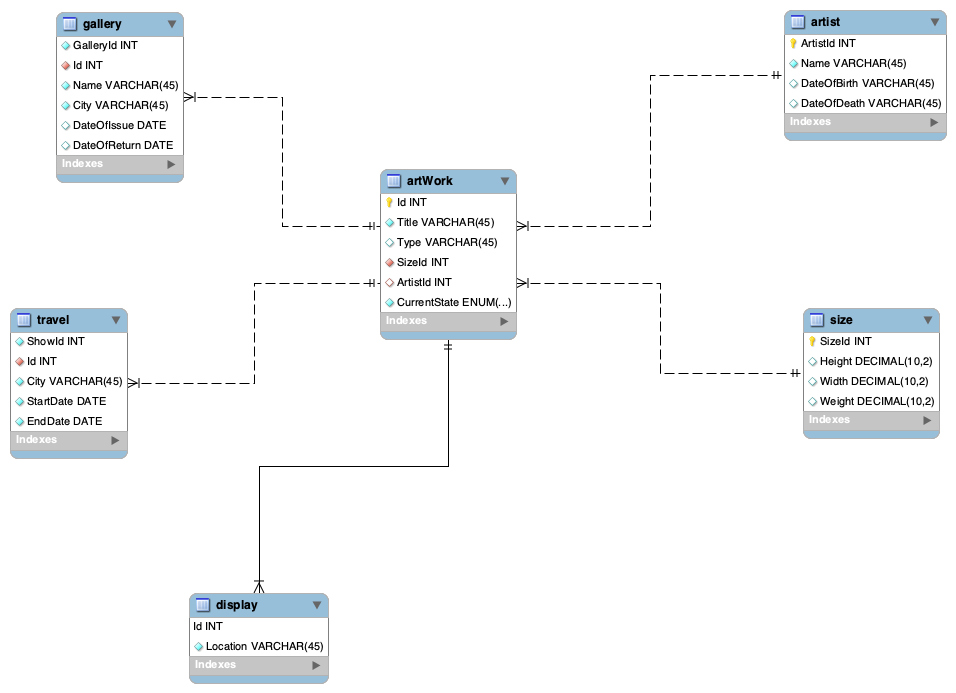 gallery
GalleryId INT
Id INT
Name VARCHAR(45)
City VARCHAR(45)
DateOfIssue DATE
DateOfReturn DATE
Indexes
artist
ArtistId INT
Name VARCHAR(45)
DateOfBirth VARCHAR(45)
DateOfDeath VARCHAR(45)
Indexes
artWork
Id INT
Title VARCHAR(45)
Type VARCHAR(45)
SizeId INT
ArtistId INT
CurrentState ENUM(...)
Indexes
travel
ShowId INT
Id INT
City VARCHAR(45)
StartDate DATE
EndDate DATE
Indexes
size
SizeId INT
Height DECIMAL(10,2)
Width DECIMAL(10,2)
Weight DECIMAL(10,2)
Indexes
display
Id INT
Location VARCHAR(45)
Indexes